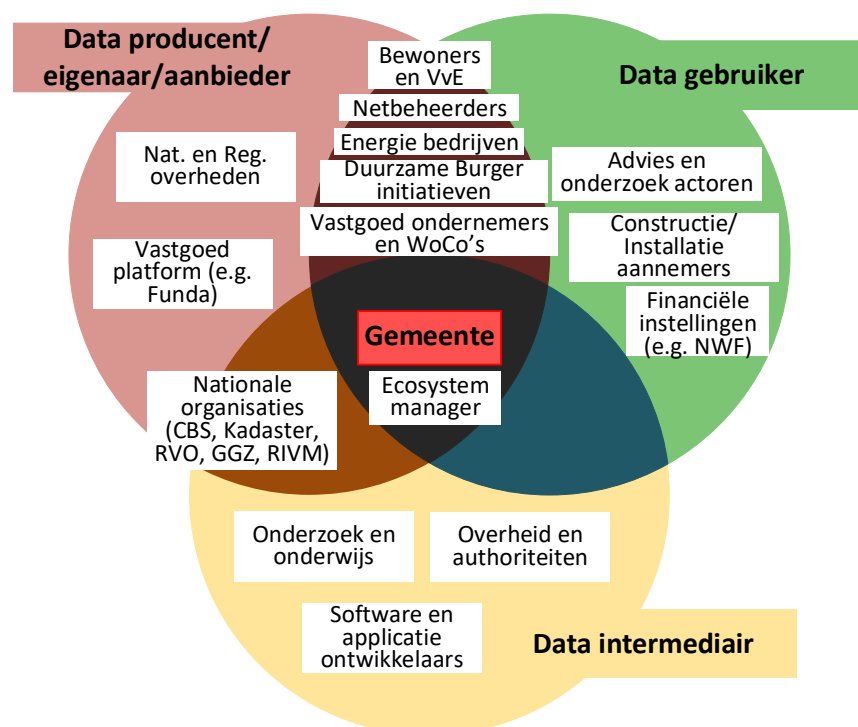 Data producent/
eigenaar/aanbieder
Bewoners
en VvE
Data gebruiker
Netbeheerders
Energie bedrijven
Duurzame Burger
initiatieven
Vastgoed ondernemers
en WoCo's
Nat. en Reg.
overheden
Vastgoed
platform (e.g.
Funda)
Advies en
onderzoek actoren
Constructie/
Installatie
aannemers
Financiële
instellingen
(e.g. NWF)
Gemeente
Ecosystem
manager
Nationale
organisaties
(CBS, Kadaster,
RVO, GGZ, RIVM)
Onderzoek en
onderwijs
Overheid en
authoriteiten
Software en
applicatie
ontwikkelaars
Data intermediair